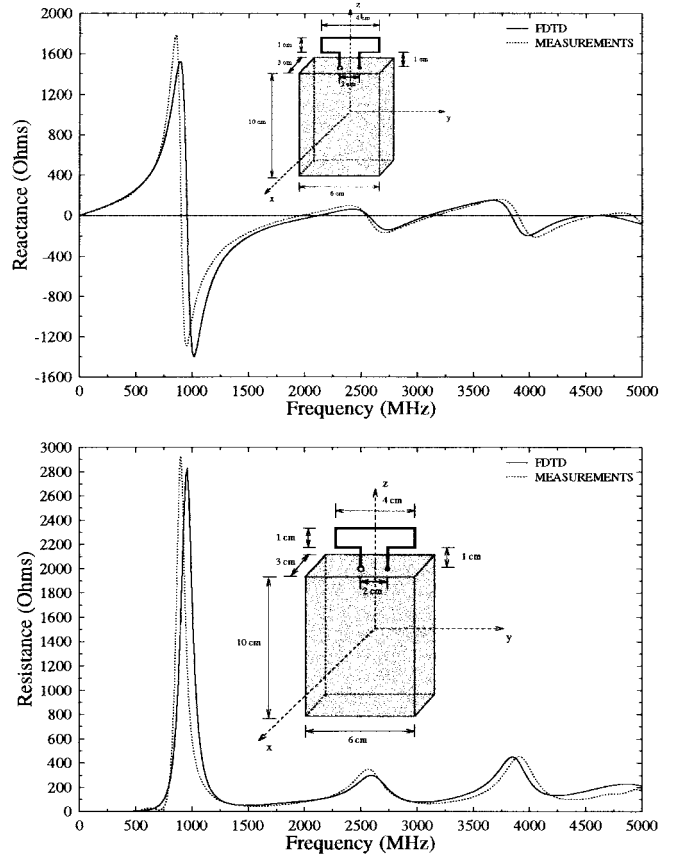 2000
1600
1200
800
400
0
-400
-800
-1200
-1600
Reactance (Ohms)
0 500 1000 1500 2000 2500 3000 3500 4000 4500 5000
Frequency (MHz)
FDTD
MEASUREMENTS
z
4 cm
1 cm
3 cm
1 cm
2 cm
10 cm
y
x
6 cm
3000
2800
2600
2400
2200
2000
1800
1600
1400
1200
1000
800
600
400
200
0
Resistance (Ohms)
0 500 1000 1500 2000 2500 3000 3500 4000 4500 5000
Frequency (MHz)
FDTD
MEASUREMENTS
z
4 cm
1 cm
3 cm
1 cm
2 cm
10 cm
y
x
6 cm